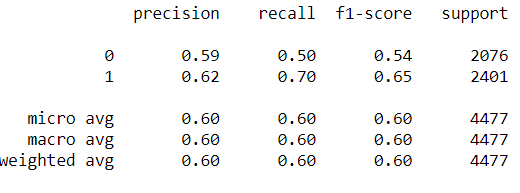 precision recall f1-score support
0 0.59 0.50 0.54 2076
1 0.62 0.70 0.65 2401
micro avg 0.60 0.60 0.60 4477
macro avg 0.60 0.60 0.60 4477
weighted avg 0.60 0.60 0.60 4477